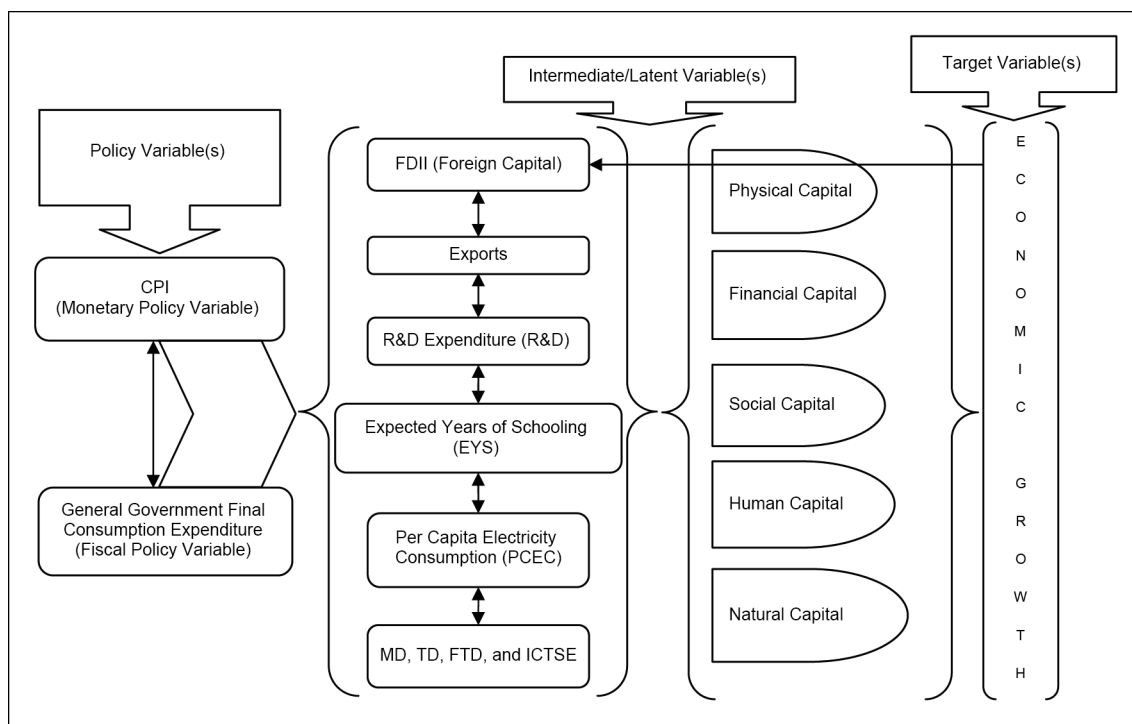 Policy Variable(s)
Intermediate/Latent Variable(s)
Target Variable(s)
CPI
(Monetary Policy Variable)
General Government Final
Consumption Expenditure
(Fiscal Policy Variable)
FDII (Foreign Capital)
Exports
R&D Expenditure (R&D)
Expected Years of Schooling
(EYS)
Per Capita Electricity
Consumption (PCEC)
MD, TD, FTD, and ICTSE
Physical Capital
Financial Capital
Social Capital
Human Capital
Natural Capital
E
C
O
N
O
M
I
C
G
R
O
W
T
H